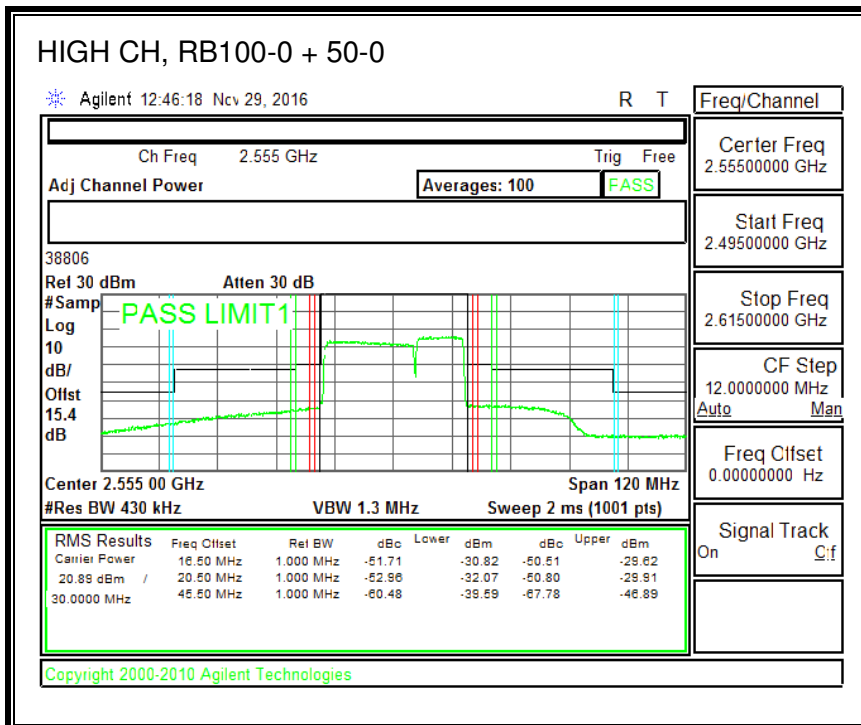 HIGH CH, RB100-0 + 50-0
Agilent 12:46:18 Nov 29, 2016 R T
Ch Freq 2.555 GHz Trig Free
Adj Channel Power Averages: 100 PASS
38806
Ref 30 dBm Atten 30 dB
#Samp
Log
10
dB/
Offst
15.4
dB
PASS LIMIT1
Center 2.555 00 GHz Span 120 MHz
#Res BW 430 kHz VBW 1.3 MHz Sweep 2 ms (1001 pts)
RMS Results Freq Offset Ref BW dBc Lower dBm dBc Upper dBm
Carrier Power 16.50 MHz 1.000 MHz -51.71 -30.82 -50.51 -29.62
20.89 dBm / 20.50 MHz 1.000 MHz -52.96 -32.07 -50.80 -29.91
30.0000 MHz 45.50 MHz 1.000 MHz -60.48 -39.59 -67.78 -46.89
Copyright 2000-2010 Agilent Technologies
Freq/Channel
Center Freq
2.55500000 GHz
Start Freq
2.49500000 GHz
Stop Freq
2.61500000 GHz
CF Step
12.0000000 MHz
Auto Man
Freq Offset
0.00000000 Hz
Signal Track
On Off